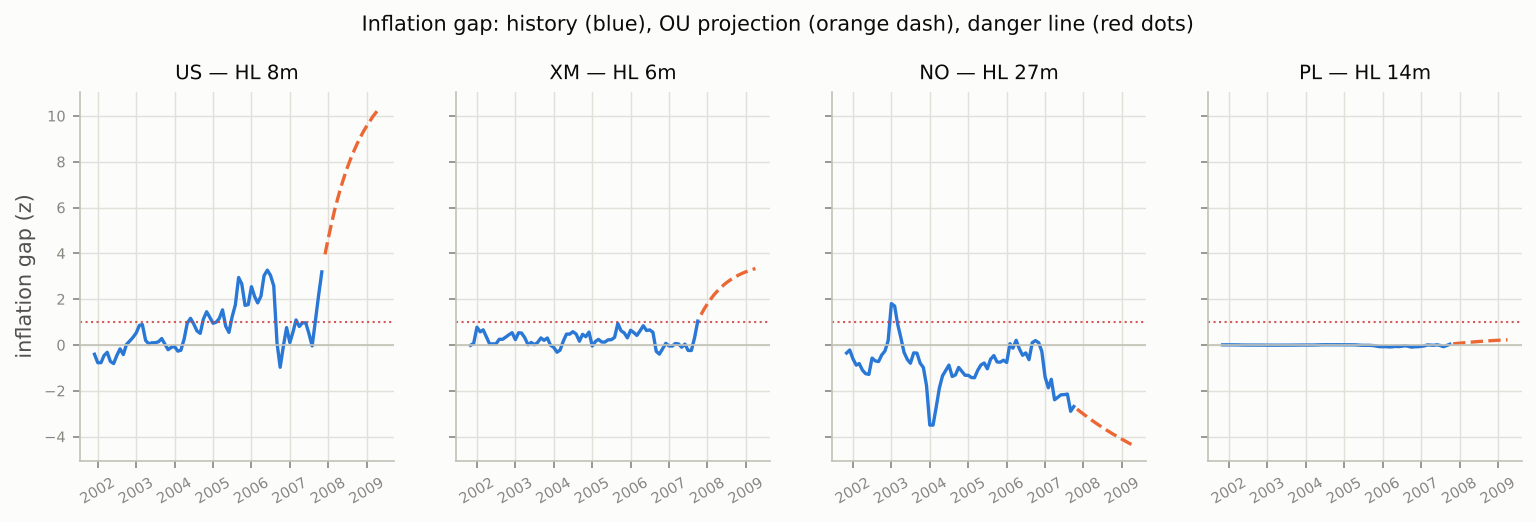 Inflation gap: history (blue), OU projection (orange dash), danger line (red dots)
US — HL 8m
XM — HL 6m
NO — HL 27m
PL — HL 14m
inflation gap (z)
10
8
6
4
2
0
−2
−4
2002 2003 2004 2005 2006 2007 2008 2009
2002 2003 2004 2005 2006 2007 2008 2009
2002 2003 2004 2005 2006 2007 2008 2009
2002 2003 2004 2005 2006 2007 2008 2009